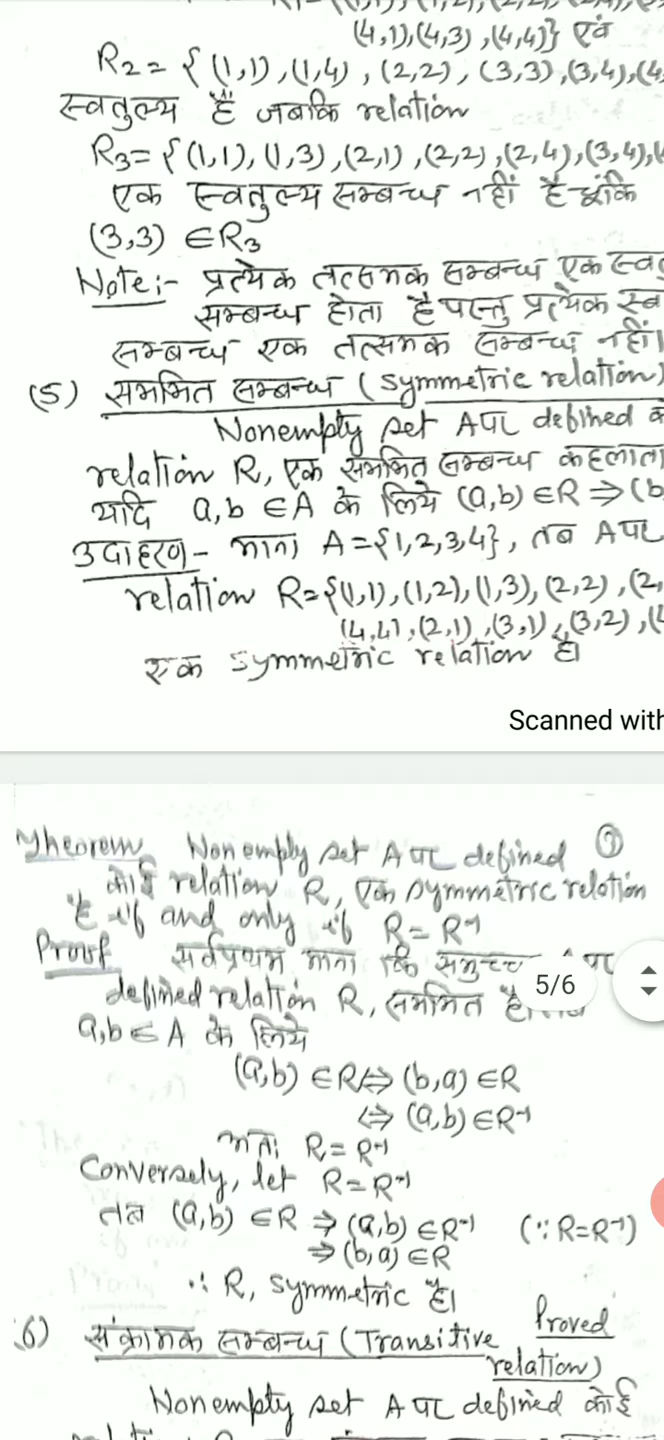 (4,1),(4,3),(4,4)} एवं
R₂ = { (1,1),(1,4),(2,2),(3,3),(3,4),(4
स्वतुल्य है जबकि relation
R₃= {(1,1),(1,3),(2,1),(2,2),(2,4),(3,4),
एक स्वतुल्य सम्बन्ध नहीं है
(3,3) ∈R₃
Note:- प्रत्येक तत्समक सम्बन्ध एक स्व
सम्बन्ध होता है परन्तु प्रत्येक स्व
सम्बन्ध एक तत्समक सम्बन्ध नहीं।
(5) सममित सम्बन्ध (symmetric relation)
Nonempty set A पर defined
relation R, एक सममित सम्बन्ध कहलाता
यदि a,b ∈A के लिये (a,b) ∈R ⇒(b
उदाहरण- माना A={1,2,3,4}, तब A पर
relation R={(1,1),(1,2),(1,3),(2,2),(2,
(4,4),(2,1),(3,1),(3,2),(
एक symmetric relation है।
Scanned with
Theorem Nonempty set A पर defined ①
कोई relation R, एक symmetric relation
है if and only if R= R⁻¹
Proof सर्वप्रथम माना कि पर
defined relation R, सममित है।
5/6
a,b ∈ A के लिये
(a,b) ∈R⇔(b,a) ∈R
⇔ (a,b) ∈R⁻¹
अतः R= R⁻¹
Conversely, let R=R⁻¹
तब (a,b) ∈R ⇒ (a,b) ∈R⁻¹ (∵ R=R⁻¹)
⇒ (b,a) ∈R
∴ R, symmetric है।
Proved
6) संक्रामक सम्बन्ध (Transitive
relation)
Nonempty set A पर defined कोई